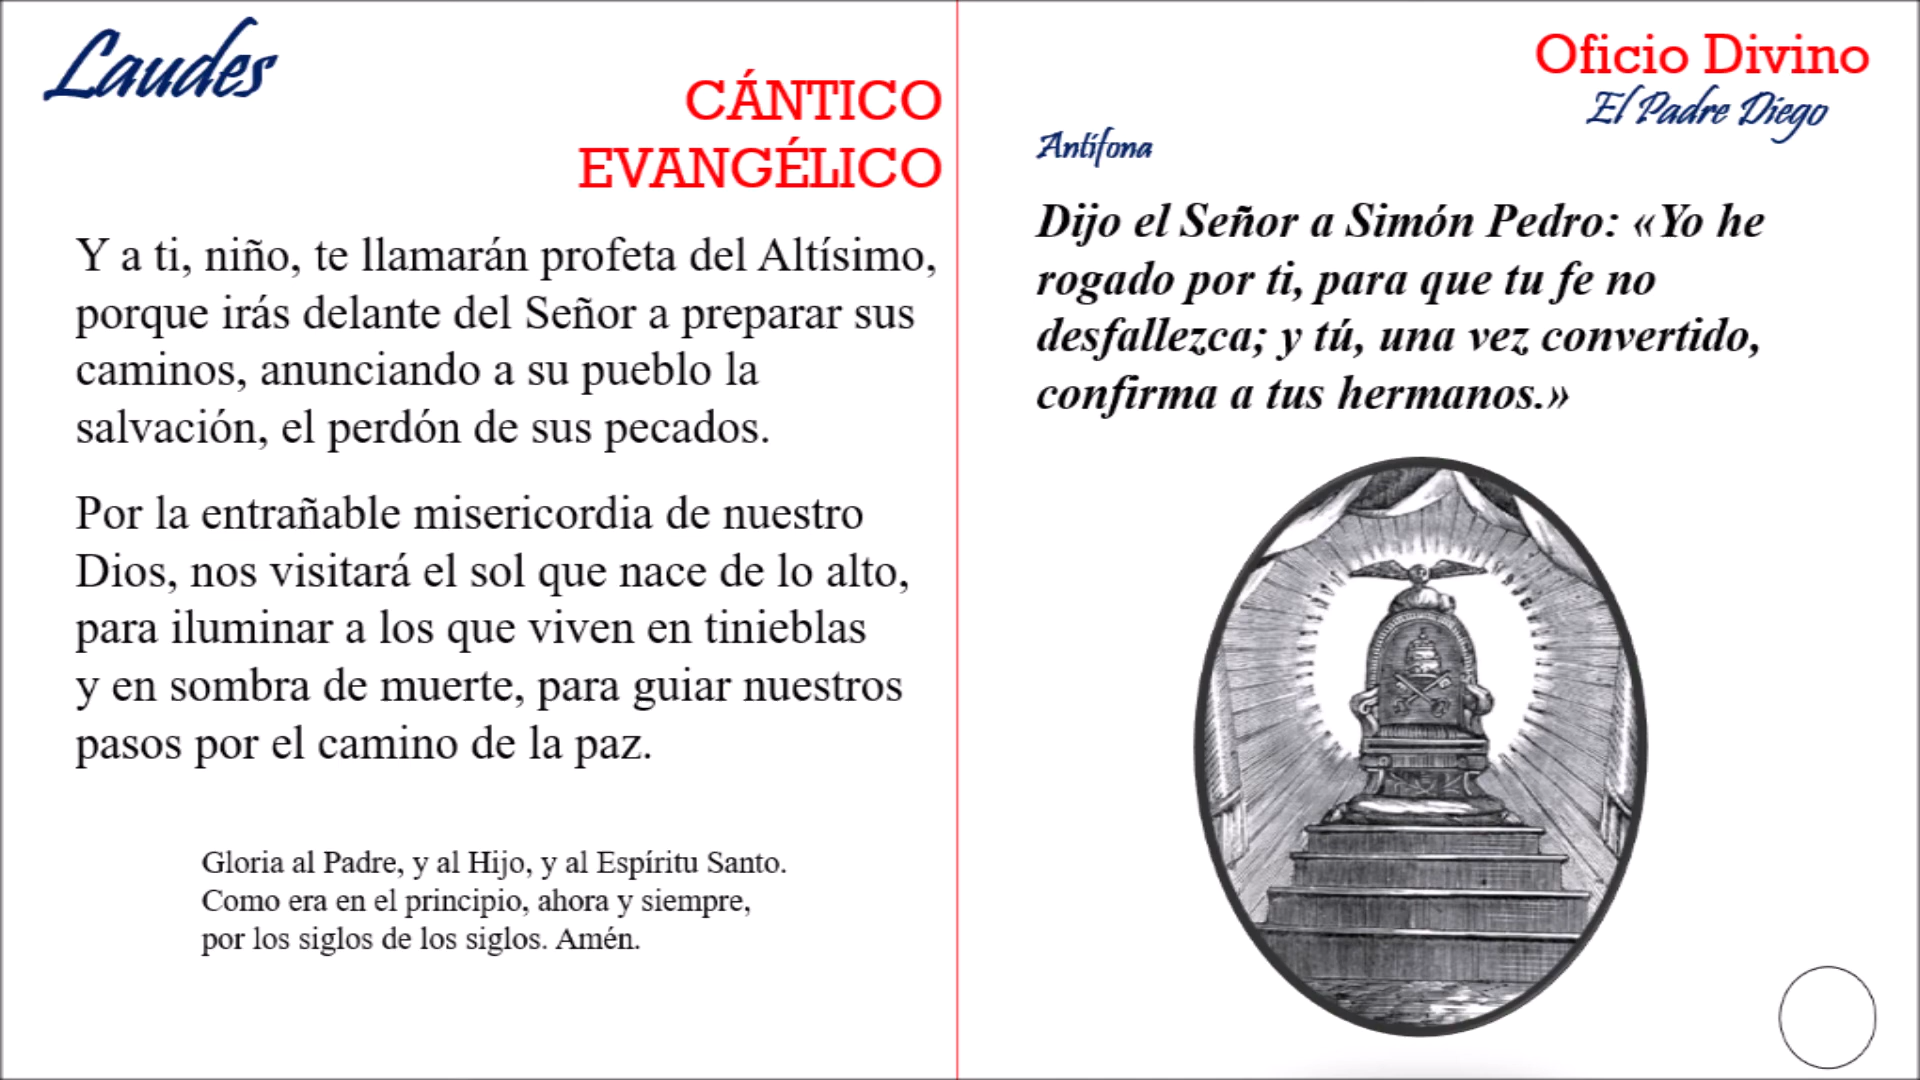 Laudes
CÁNTICO
EVANGÉLICO
Y a ti, niño, te llamarán profeta del Altísimo,
porque irás delante del Señor a preparar sus
caminos, anunciando a su pueblo la
salvación, el perdón de sus pecados.
Por la entrañable misericordia de nuestro
Dios, nos visitará el sol que nace de lo alto,
para iluminar a los que viven en tinieblas
y en sombra de muerte, para guiar nuestros
pasos por el camino de la paz.
Gloria al Padre, y al Hijo, y al Espíritu Santo.
Como era en el principio, ahora y siempre,
por los siglos de los siglos. Amén.
Oficio Divino
El Padre Diego
Antífona
Dijo el Señor a Simón Pedro: «Yo he
rogado por ti, para que tu fe no
desfallezca; y tú, una vez convertido,
confirma a tus hermanos.»